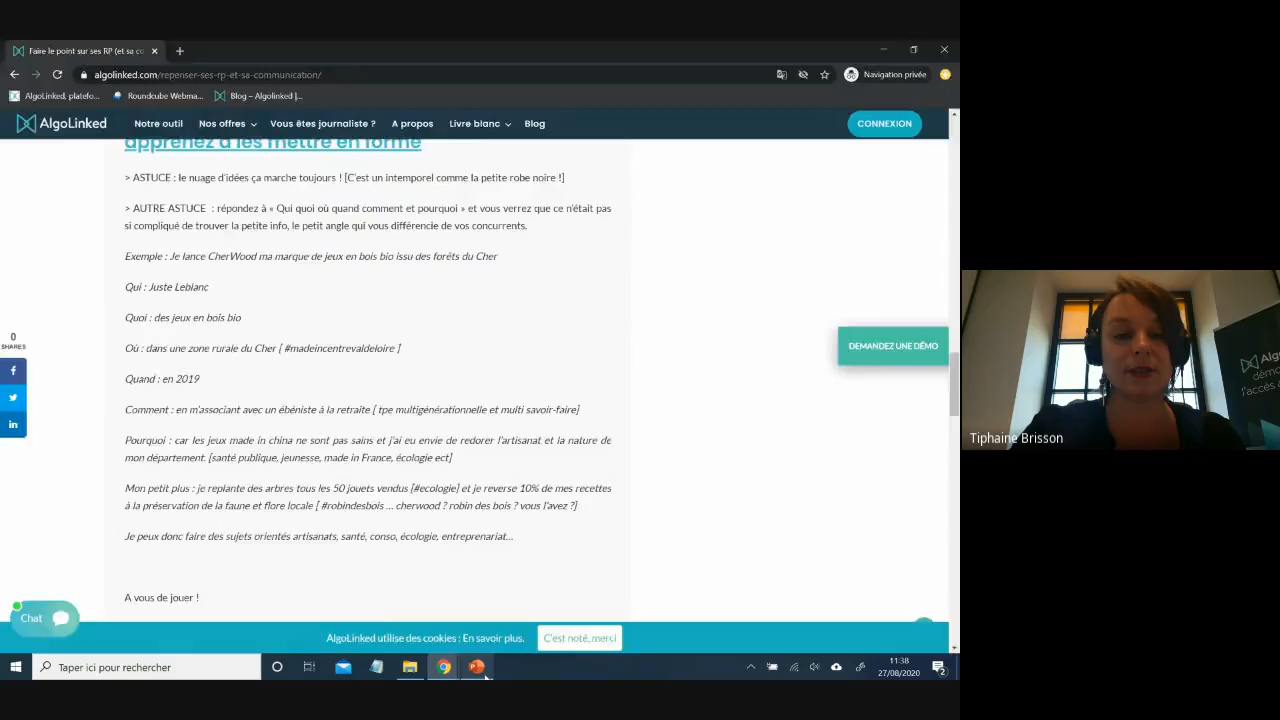 Faire le point sur ses RP (et sa co
algolinked.com/repenser-ses-rp-et-sa-communication/
Navigation privée
AlgoLinked, platefo...
Roundcube Webma...
Blog – Algolinked |...
AlgoLinked
Notre outil
Nos offres
Vous êtes journaliste ?
A propos
Livre blanc
Blog
CONNEXION
apprenez à les mettre en forme
> ASTUCE : le nuage d'idées ça marche toujours ! [C'est un intemporel comme la petite robe noire !]
> AUTRE ASTUCE : répondez à « Qui quoi où quand comment et pourquoi » et vous verrez que ce n'était pas
si compliqué de trouver la petite info, le petit angle qui vous différencie de vos concurrents.
Exemple : Je lance CherWood ma marque de jeux en bois bio issu des forêts du Cher
Qui : Juste Leblanc
Quoi : des jeux en bois bio
Où : dans une zone rurale du Cher [ #madeincentrevaldeloire ]
Quand : en 2019
Comment : en m'associant avec un ébéniste à la retraite [ tpe multigénérationnelle et multi savoir-faire]
Pourquoi : car les jeux made in china ne sont pas sains et j'ai eu envie de redorer l'artisanat et la nature de
mon département. [santé publique, jeunesse, made in France, écologie ect]
Mon petit plus : je replante des arbres tous les 50 jouets vendus [#ecologie] et je reverse 10% de mes recettes
à la préservation de la faune et flore locale [ #robindesbois … cherwood ? robin des bois ? vous l'avez ?]
Je peux donc faire des sujets orientés artisanats, santé, conso, écologie, entreprenariat…
A vous de jouer !
0
SHARES
DEMANDEZ UNE DÉMO
Chat
AlgoLinked utilise des cookies : En savoir plus.
C'est noté, merci
Taper ici pour rechercher
11:38
27/08/2020
2
Tiphaine Brisson
Alg
démo
l'accès